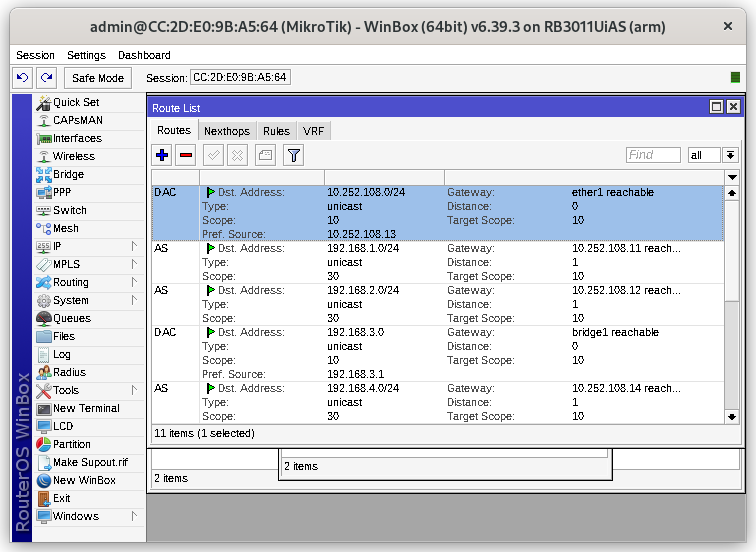 admin@CC:2D:E0:9B:A5:64 (MikroTik) - WinBox (64bit) v6.39.3 on RB3011UiAS (arm)
Session Settings Dashboard
Safe Mode Session: CC:2D:E0:9B:A5:64
RouterOS WinBox
Quick Set
CAPsMAN
Interfaces
Wireless
Bridge
PPP
Switch
Mesh
IP
MPLS
Routing
System
Queues
Files
Log
Radius
Tools
New Terminal
LCD
Partition
Make Supout.rif
New WinBox
Exit
Windows
Route List
Routes Nexthops Rules VRF
Find all
DAC Dst. Address: 10.252.108.0/24 Gateway: ether1 reachable
Type: unicast Distance: 0
Scope: 10 Target Scope: 10
Pref. Source: 10.252.108.13
AS Dst. Address: 192.168.1.0/24 Gateway: 10.252.108.11 reach...
Type: unicast Distance: 1
Scope: 30 Target Scope: 10
AS Dst. Address: 192.168.2.0/24 Gateway: 10.252.108.12 reach...
Type: unicast Distance: 1
Scope: 30 Target Scope: 10
DAC Dst. Address: 192.168.3.0 Gateway: bridge1 reachable
Type: unicast Distance: 0
Scope: 10 Target Scope: 10
Pref. Source: 192.168.3.1
AS Dst. Address: 192.168.4.0/24 Gateway: 10.252.108.14 reach...
Type: unicast Distance: 1
Scope: 30 Target Scope: 10
11 items (1 selected)
2 items
2 items